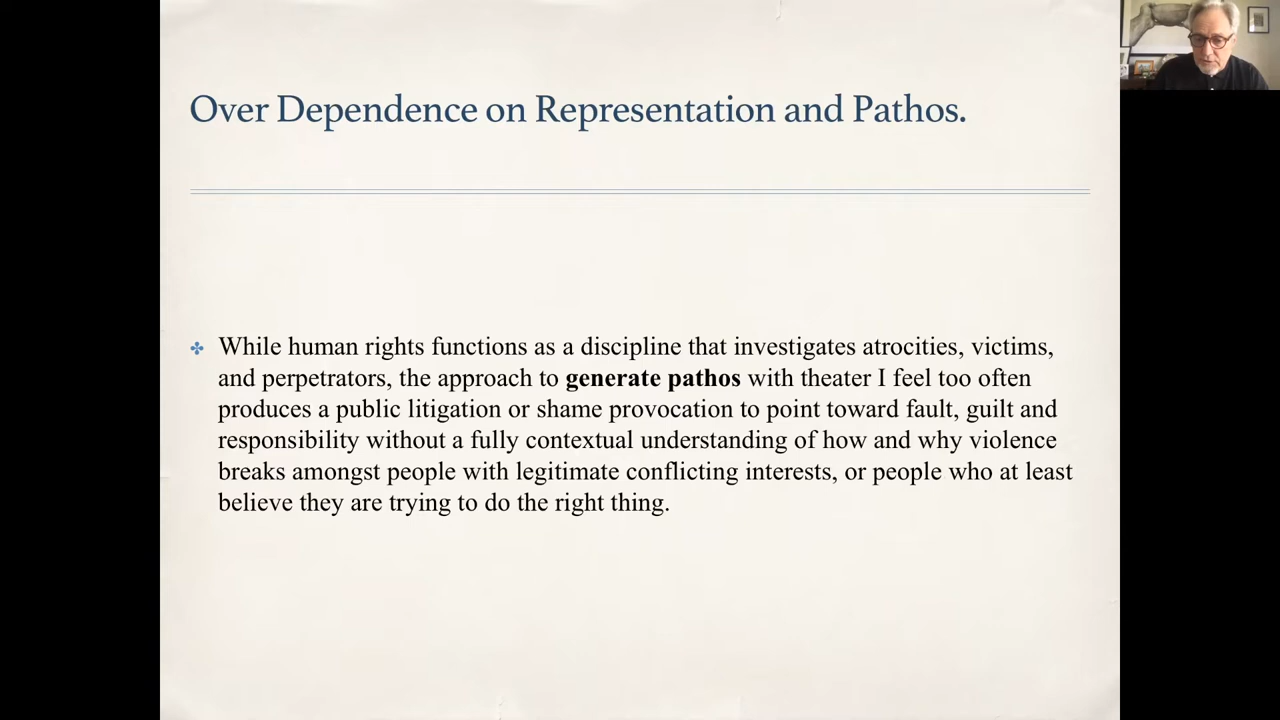 Over Dependence on Representation and Pathos.
While human rights functions as a discipline that investigates atrocities, victims,
and perpetrators, the approach to generate pathos with theater I feel too often
produces a public litigation or shame provocation to point toward fault, guilt and
responsibility without a fully contextual understanding of how and why violence
breaks amongst people with legitimate conflicting interests, or people who at least
believe they are trying to do the right thing.